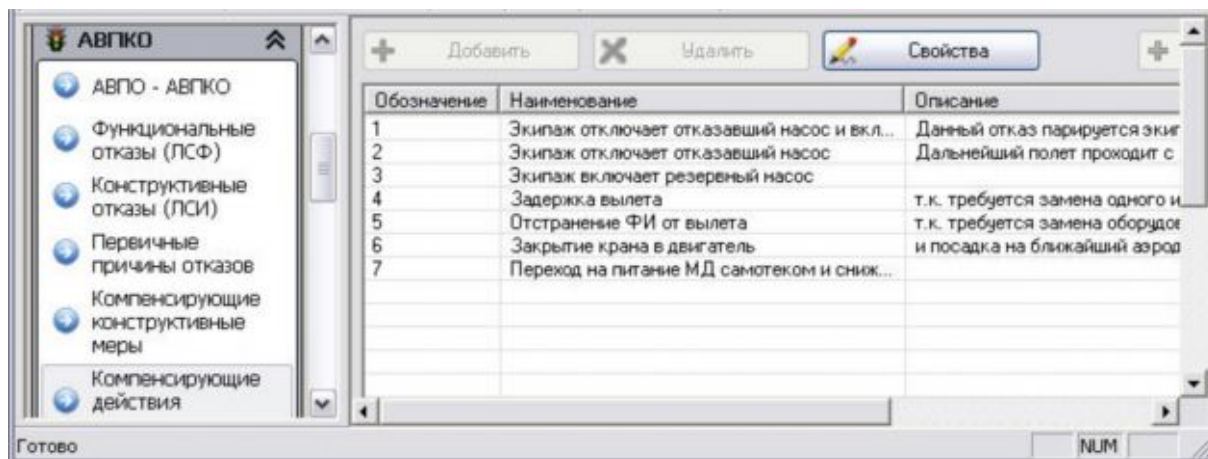 АВПКО
АВПО - АВПКО
Функциональные
отказы (ЛСФ)
Конструктивные
отказы (ЛСИ)
Первичные
причины отказов
Компенсирующие
конструктивные
меры
Компенсирующие
действия
Добавить Удалить Свойства
Обозначение Наименование Описание
1 Экипаж отключает отказавший насос и вкл... Данный отказ парируется экип
2 Экипаж отключает отказавший насос Дальнейший полет проходит с
3 Экипаж включает резервный насос
4 Задержка вылета т.к. требуется замена одного и
5 Отстранение ФИ от вылета т.к. требуется замена оборудов
6 Закрытие крана в двигатель и посадка на ближайший аэрод
7 Переход на питание МД самотеком и сниж...
Готово NUM